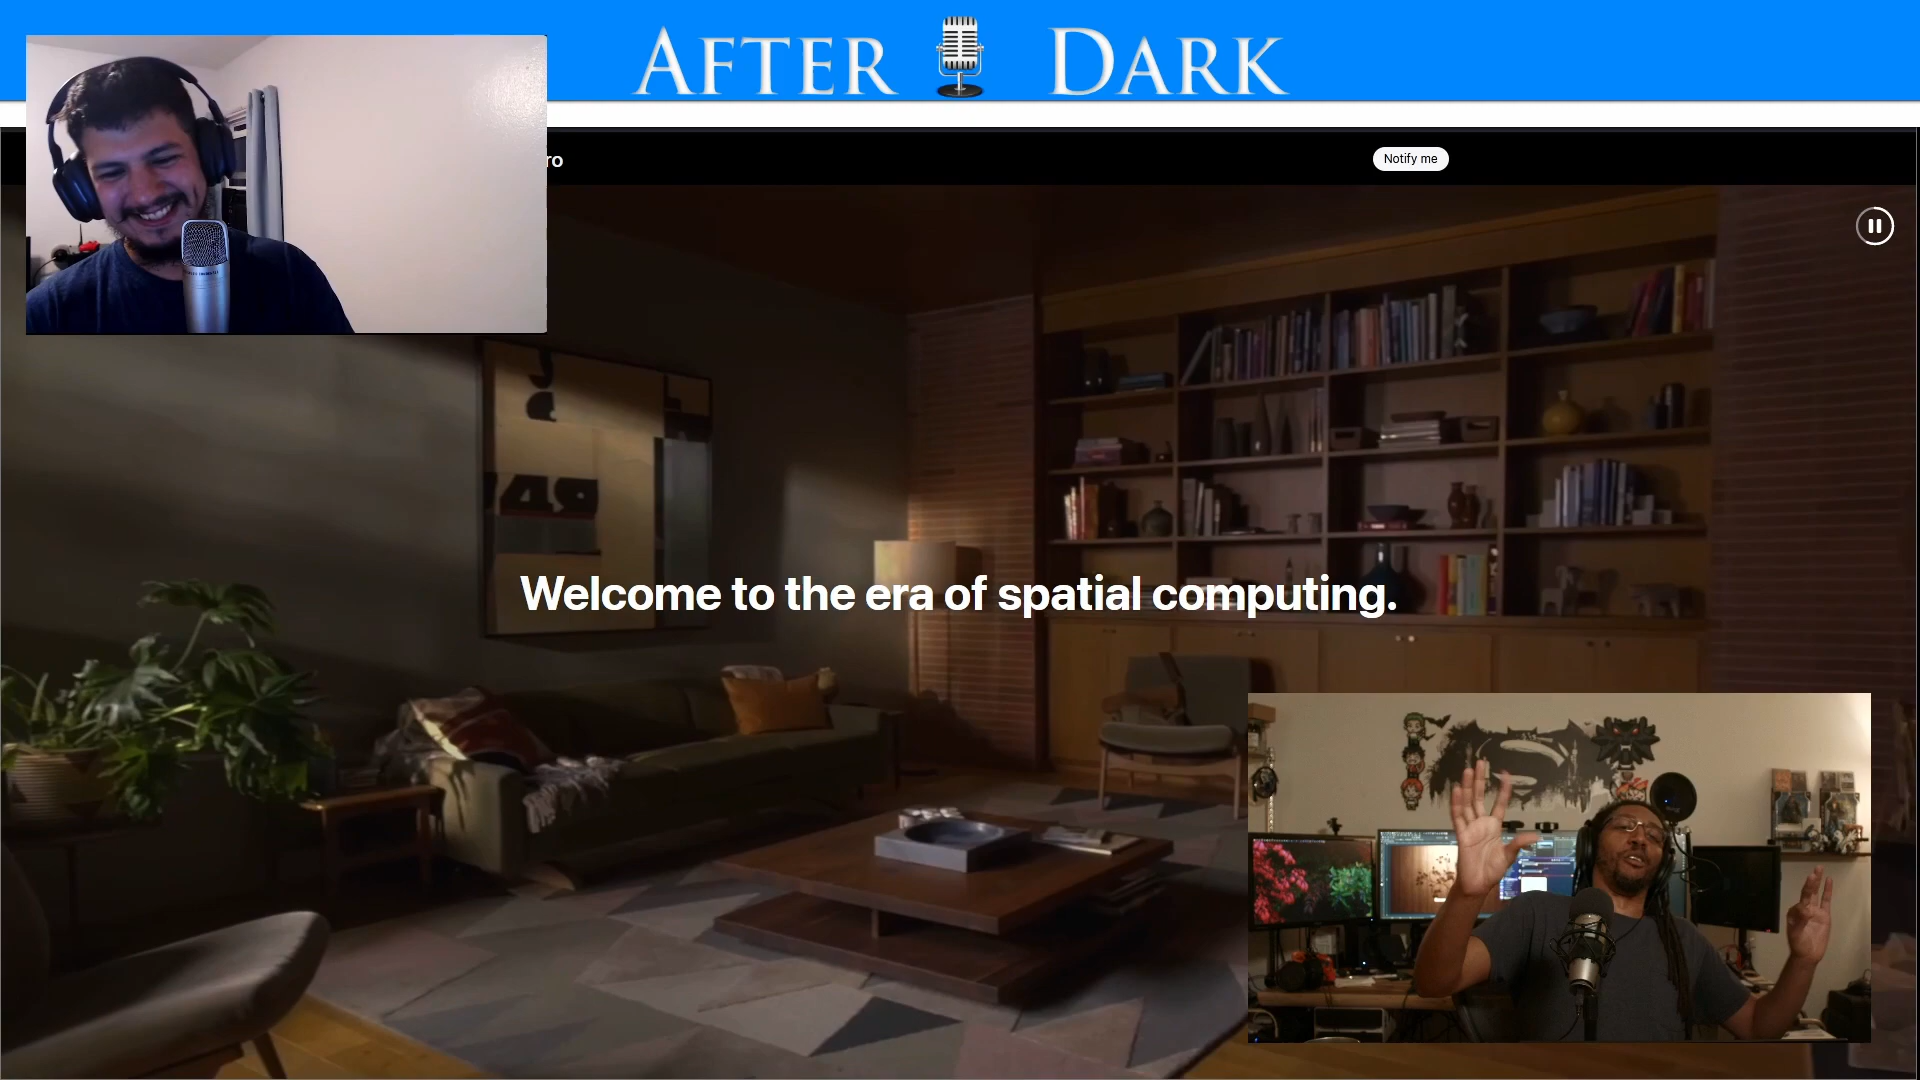 AFTER DARK
ro
Notify me
Welcome to the era of spatial computing.